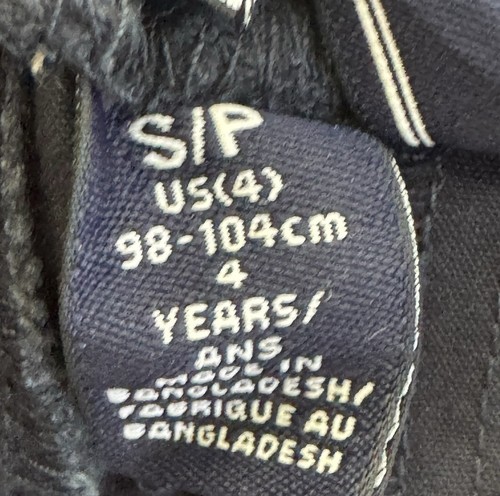 S/P
US(4)
98-104cm
4
YEARS/
ANS
MADE IN
BANGLADESH/
FABRIQUE AU
BANGLADESH